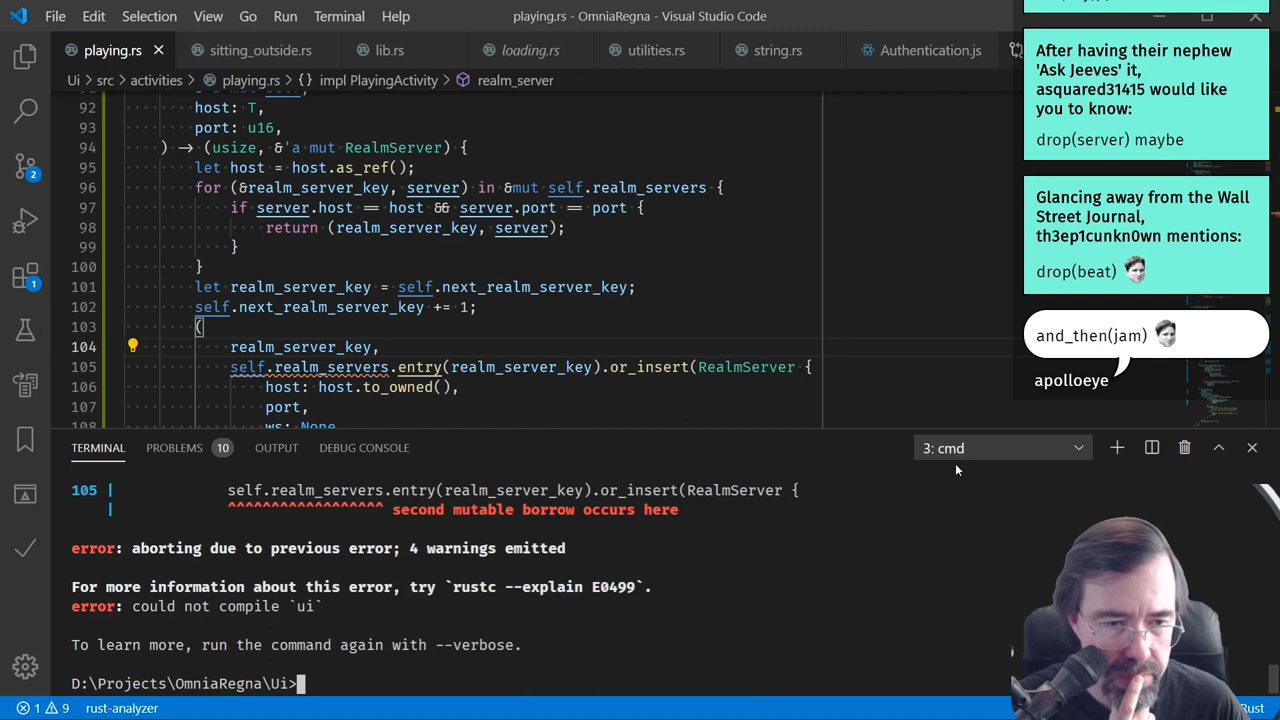 File Edit Selection View Go Run Terminal Help
playing.rs - OmniaRegna - Visual Studio Code
playing.rs
sitting_outside.rs
lib.rs
loading.rs
utilities.rs
string.rs
Authentication.js
Ui > src > activities > playing.rs > {} impl PlayingActivity > realm_server
92 host: T,
93 port: u16,
94 ) -> (usize, &'a mut RealmServer) {
95 let host = host.as_ref();
96 for (&realm_server_key, server) in &mut self.realm_servers {
97 if server.host == host && server.port == port {
98 return (realm_server_key, server);
99 }
100 }
101 let realm_server_key = self.next_realm_server_key;
102 self.next_realm_server_key += 1;
103 (
104 realm_server_key,
105 self.realm_servers.entry(realm_server_key).or_insert(RealmServer {
106 host: host.to_owned(),
107 port,
108 ws: None
After having their nephew
'Ask Jeeves' it,
asquared31415 would like
you to know:
drop(server) maybe
Glancing away from the Wall
Street Journal,
th3ep1cunkn0wn mentions:
drop(beat)
and_then(jam)
apolloeye
TERMINAL PROBLEMS 10 OUTPUT DEBUG CONSOLE
3: cmd
105 | self.realm_servers.entry(realm_server_key).or_insert(RealmServer {
| ^^^^^^^^^^^^^^^^^^ second mutable borrow occurs here
error: aborting due to previous error; 4 warnings emitted
For more information about this error, try `rustc --explain E0499`.
error: could not compile `ui`
To learn more, run the command again with --verbose.
D:\Projects\OmniaRegna\Ui>
2
1
1 9 rust-analyzer
Rust